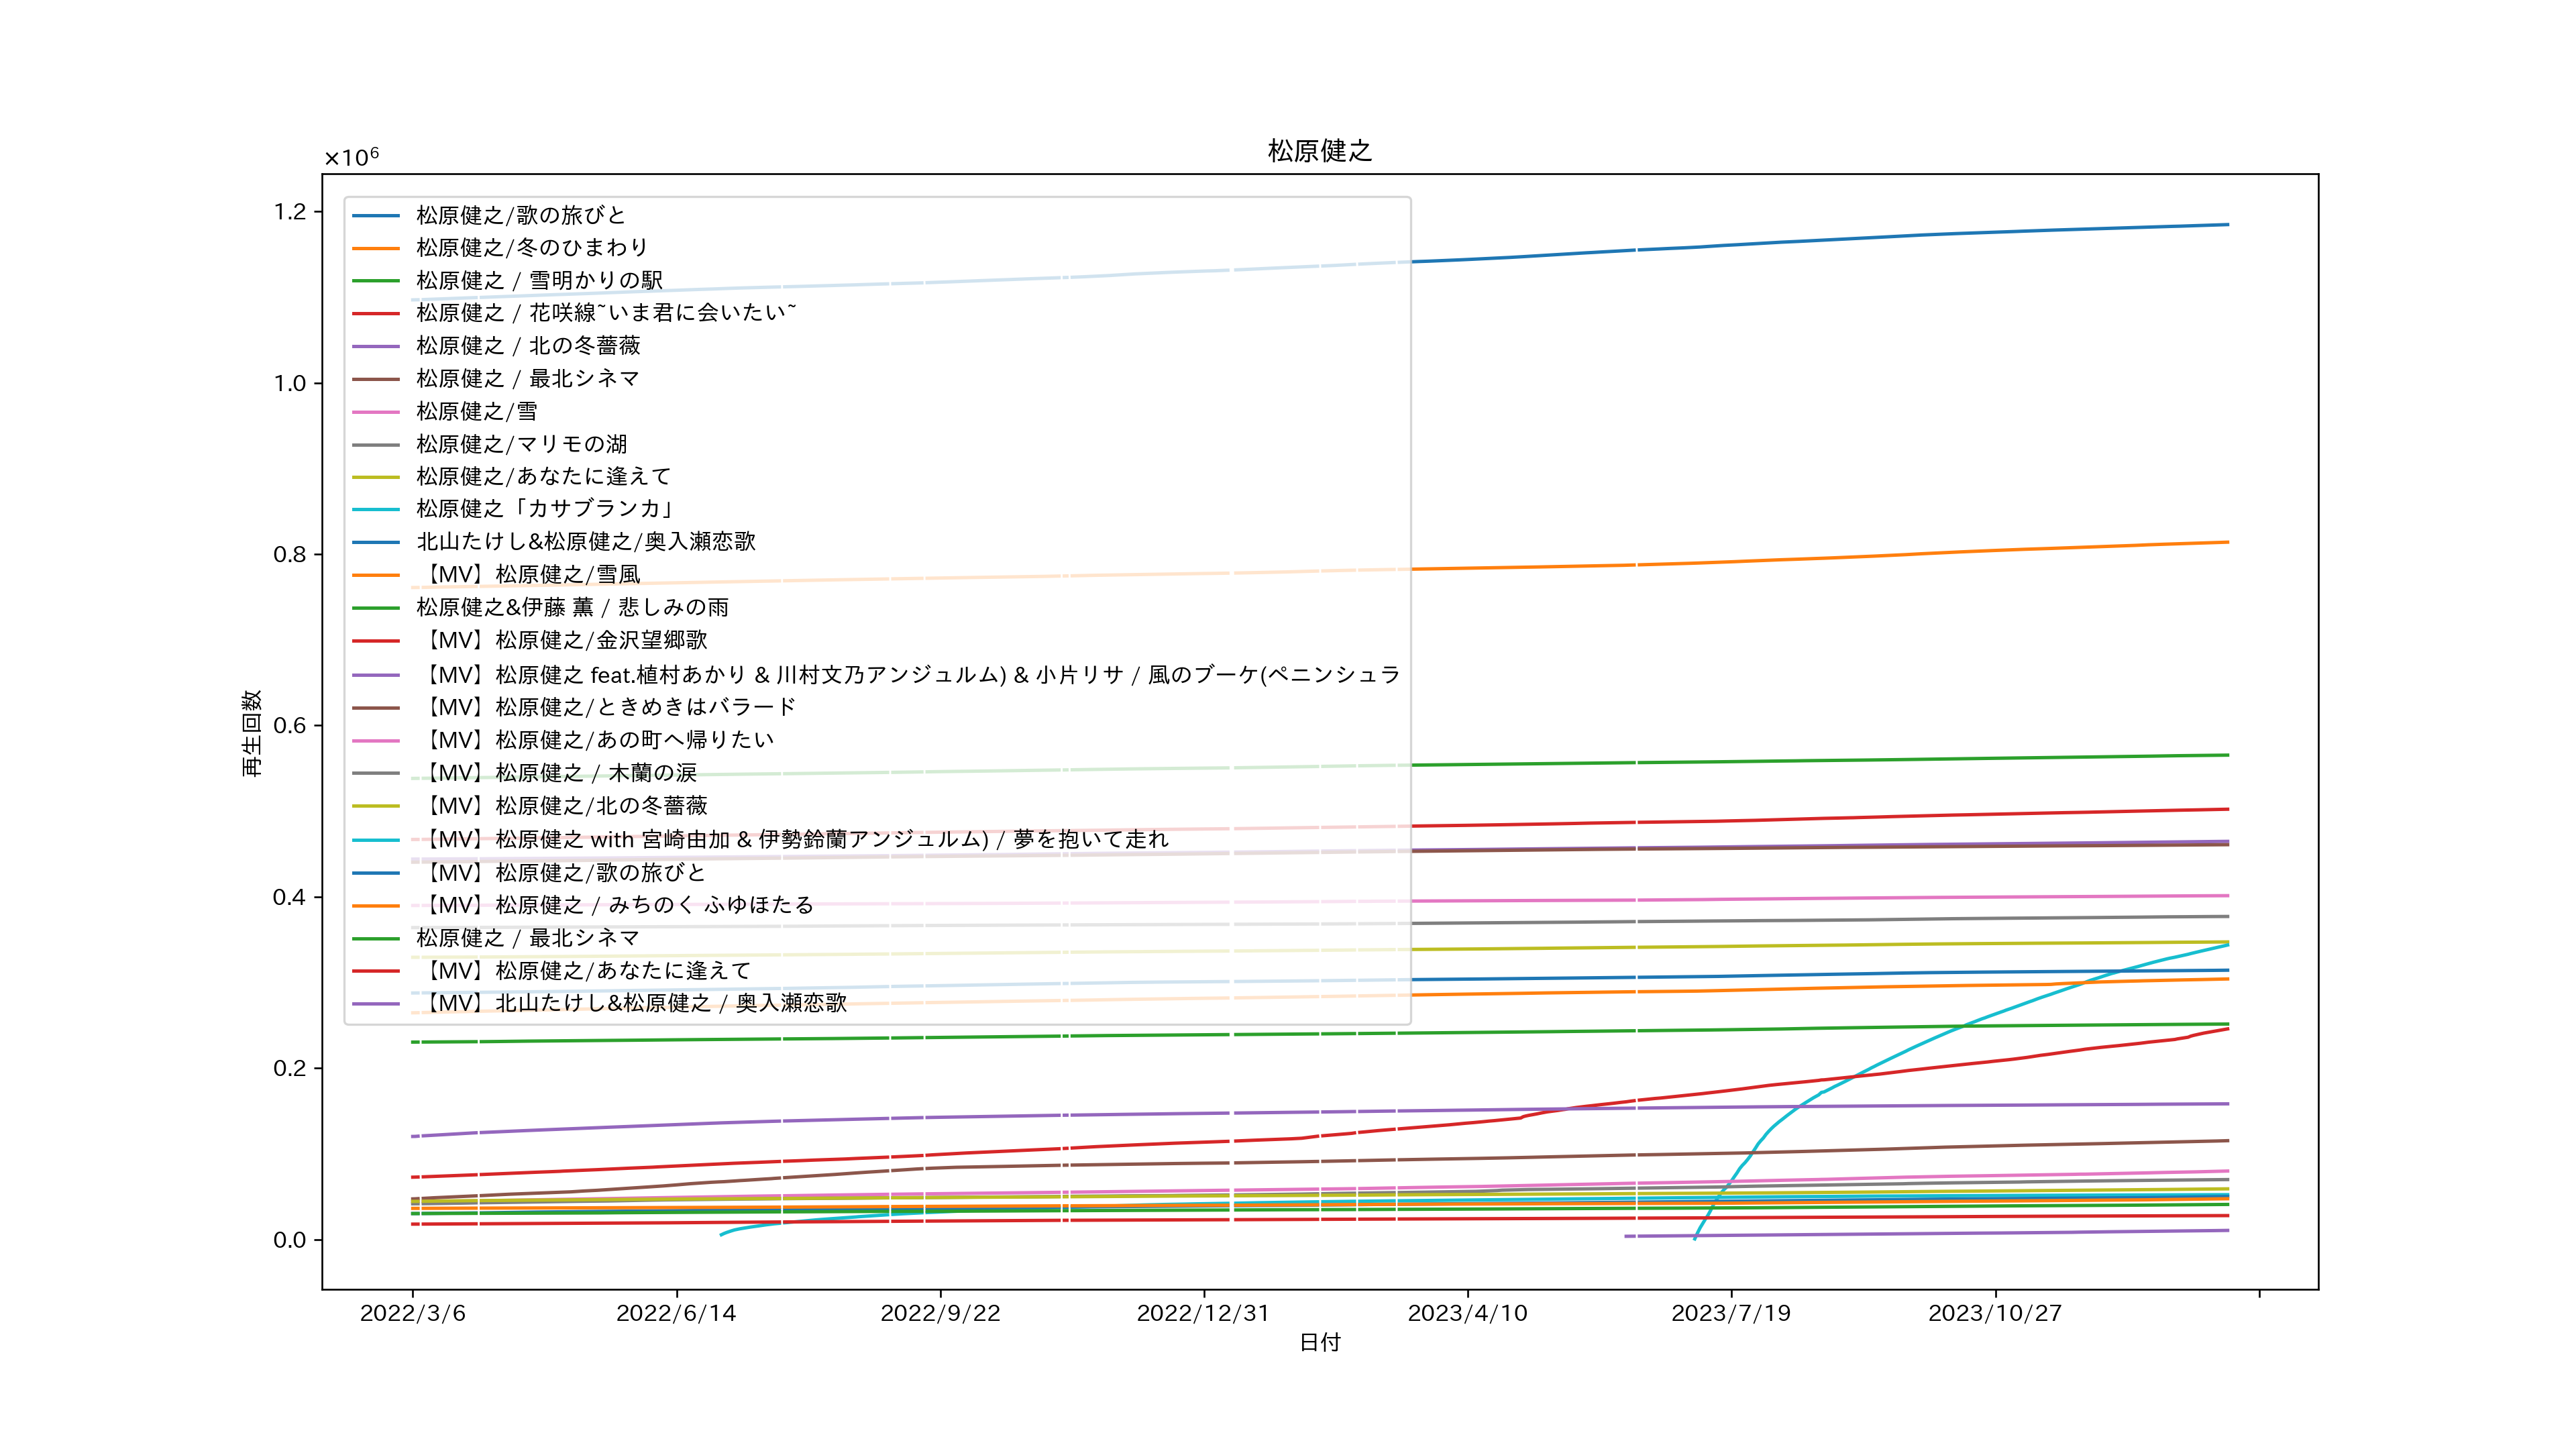 松原健之
×10⁶
1.2
1.0
0.8
0.6
0.4
0.2
0.0
再生回数
松原健之/歌の旅びと
松原健之/冬のひまわり
松原健之 / 雪明かりの駅
松原健之 / 花咲線~いま君に会いたい~
松原健之 / 北の冬薔薇
松原健之 / 最北シネマ
松原健之/雪
松原健之/マリモの湖
松原健之/あなたに逢えて
松原健之「カサブランカ」
北山たけし&松原健之/奥入瀬恋歌
【MV】松原健之/雪風
松原健之&伊藤 薫 / 悲しみの雨
【MV】松原健之/金沢望郷歌
【MV】松原健之 feat.植村あかり & 川村文乃アンジュルム) & 小片リサ / 風のブーケ(ペニンシュラ
【MV】松原健之/ときめきはバラード
【MV】松原健之/あの町へ帰りたい
【MV】松原健之 / 木蘭の涙
【MV】松原健之/北の冬薔薇
【MV】松原健之 with 宮崎由加 & 伊勢鈴蘭アンジュルム) / 夢を抱いて走れ
【MV】松原健之/歌の旅びと
【MV】松原健之 / みちのく ふゆほたる
松原健之 / 最北シネマ
【MV】松原健之/あなたに逢えて
【MV】北山たけし&松原健之 / 奥入瀬恋歌
2022/3/6
2022/6/14
2022/9/22
2022/12/31
2023/4/10
2023/7/19
2023/10/27
日付